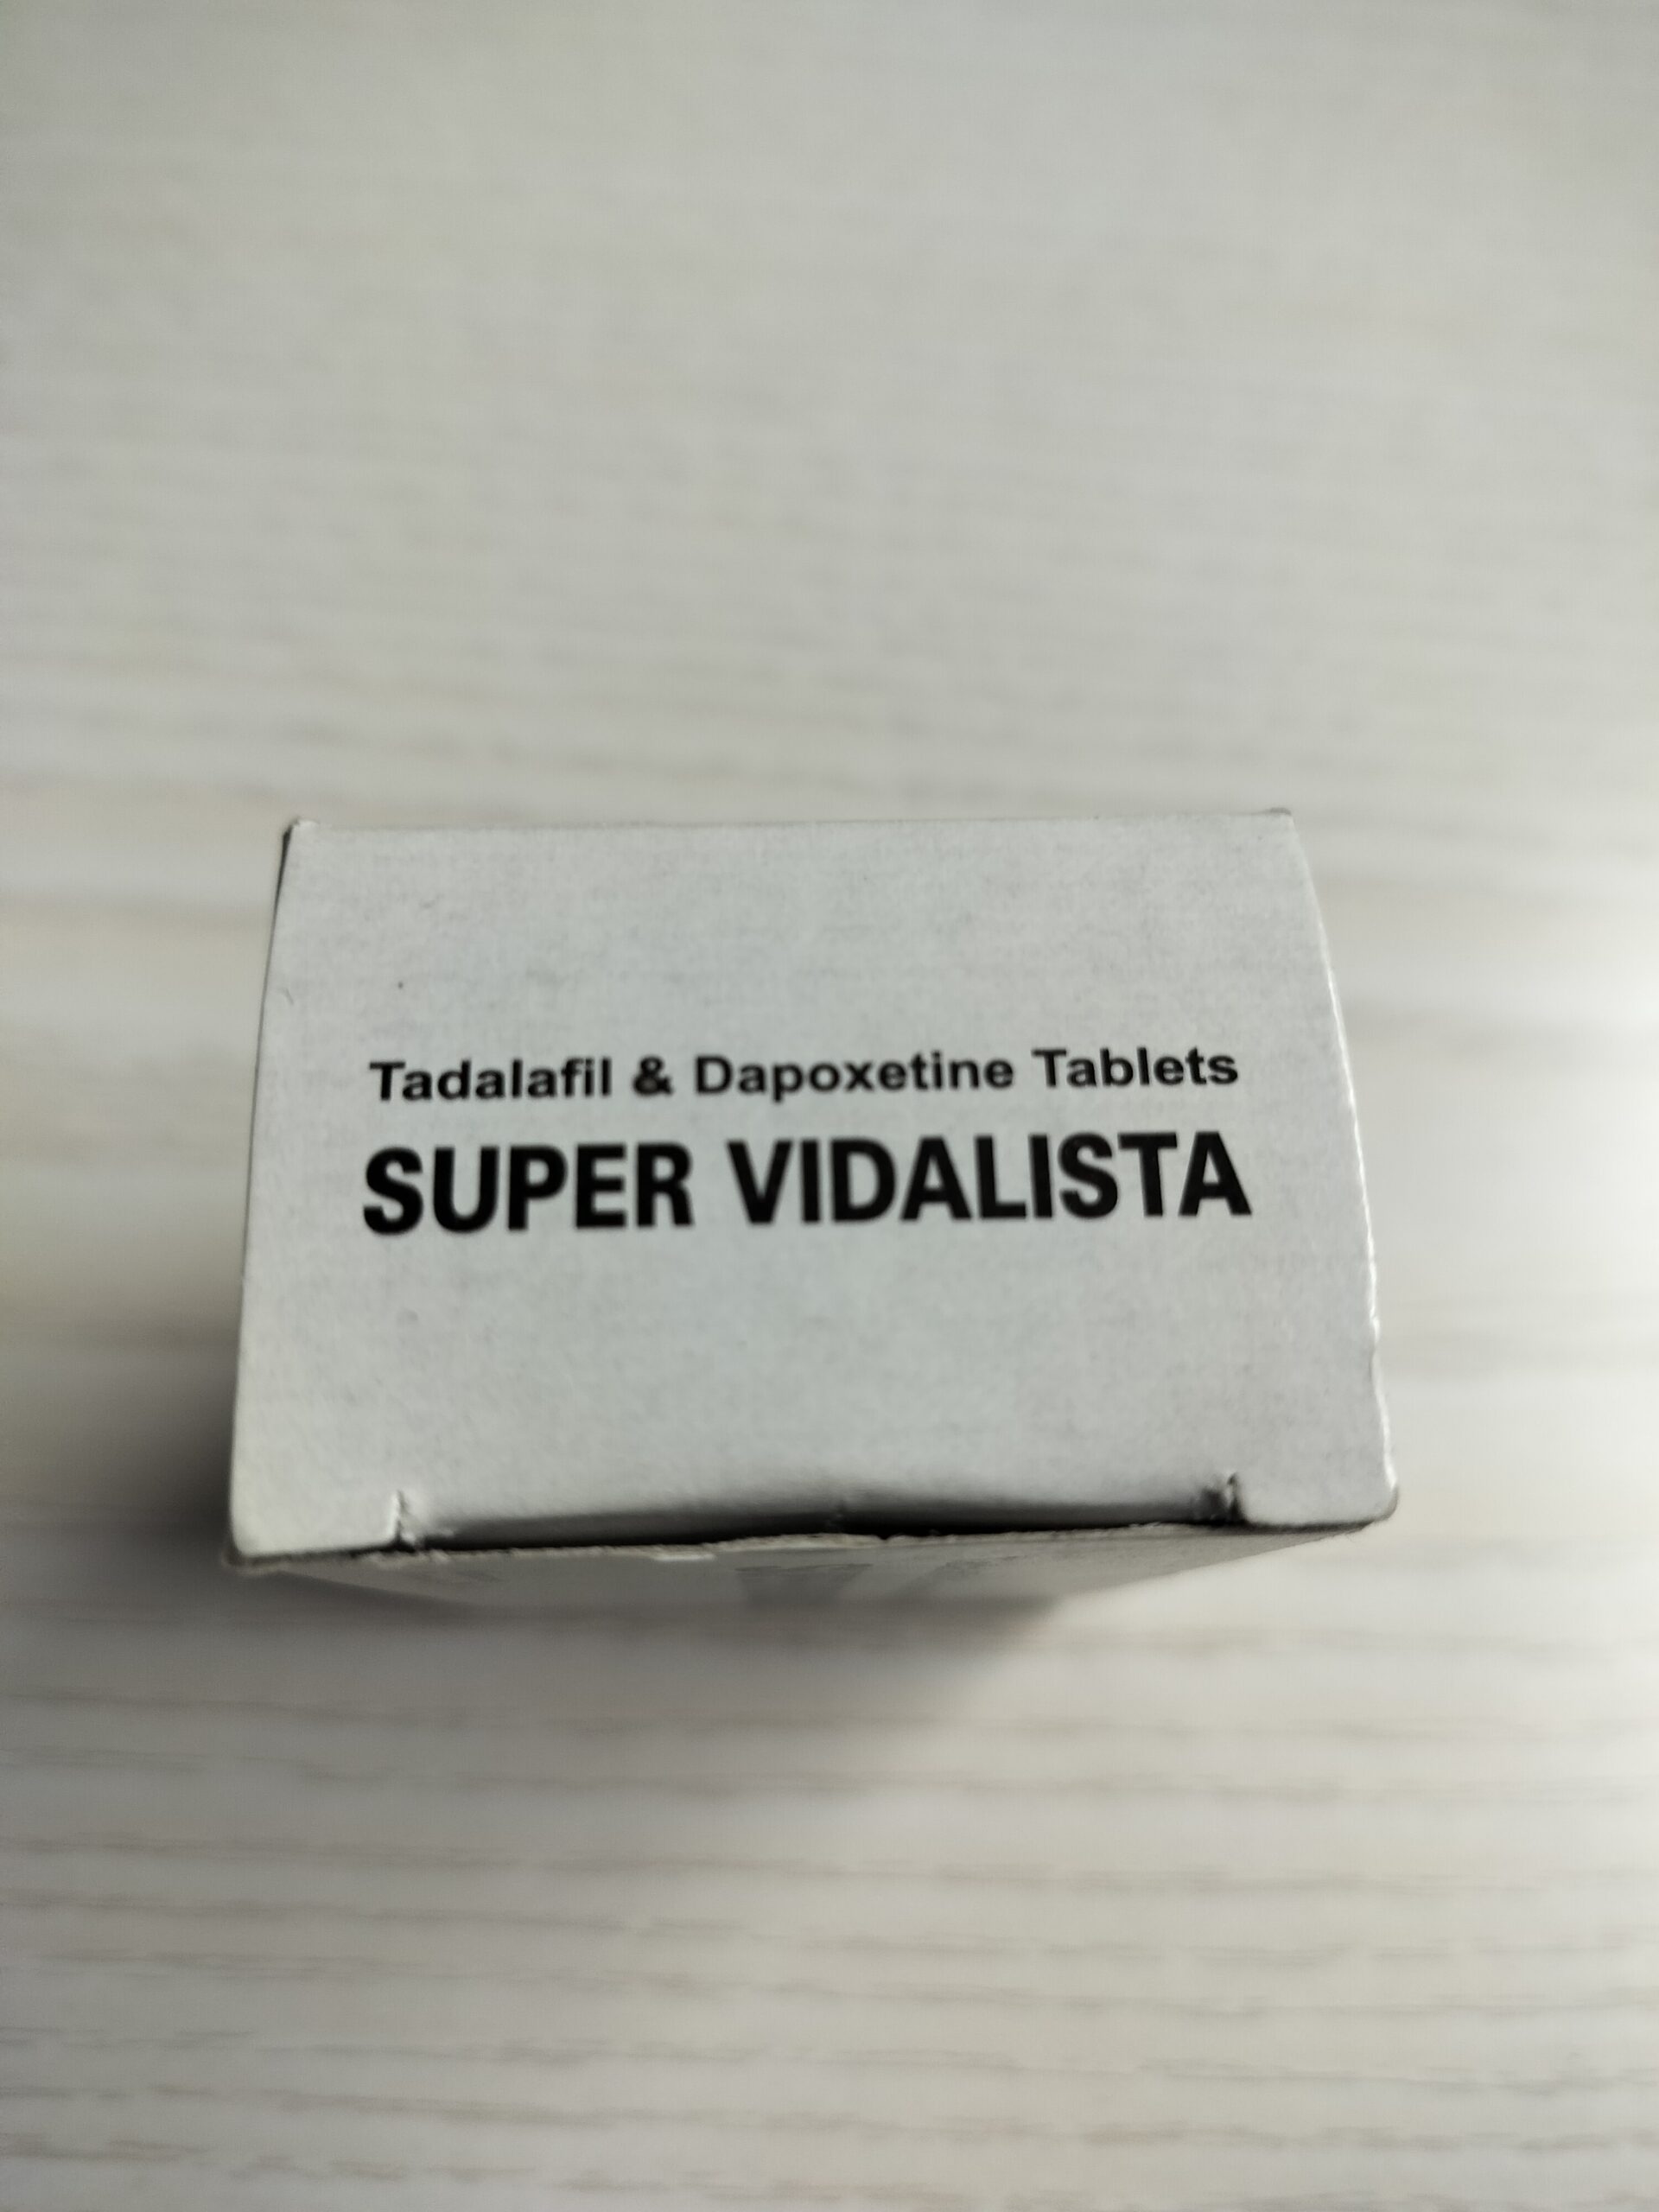 Tadalafil & Dapoxetine Tablets
SUPER VIDALISTA